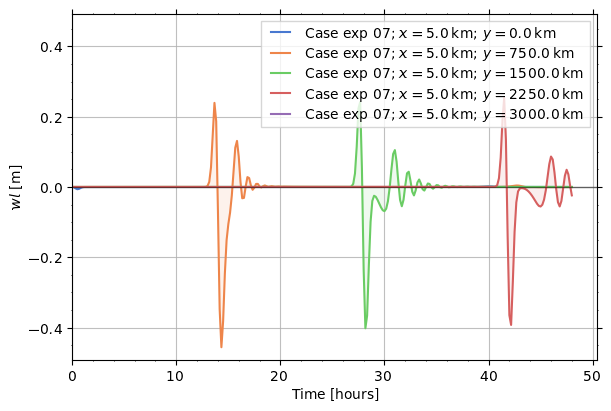 Case exp 07; x = 5.0 km; y = 0.0 km
Case exp 07; x = 5.0 km; y = 750.0 km
Case exp 07; x = 5.0 km; y = 1500.0 km
Case exp 07; x = 5.0 km; y = 2250.0 km
Case exp 07; x = 5.0 km; y = 3000.0 km
0.4
0.2
0.0
−0.2
−0.4
wl [m]
0 10 20 30 40 50
Time [hours]